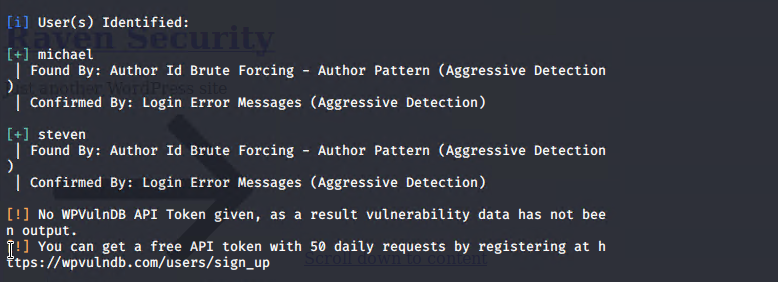 [i] User(s) Identified:
Raven Security
[+] michael
| Found By: Author Id Brute Forcing - Author Pattern (Aggressive Detection
)
Just another WordPress site
| Confirmed By: Login Error Messages (Aggressive Detection)
[+] steven
| Found By: Author Id Brute Forcing - Author Pattern (Aggressive Detection
)
| Confirmed By: Login Error Messages (Aggressive Detection)
[!] No WPVulnDB API Token given, as a result vulnerability data has not bee
n output.
[!] You can get a free API token with 50 daily requests by registering at h
ttps://wpvulndb.com/users/sign_up
Scroll down to content